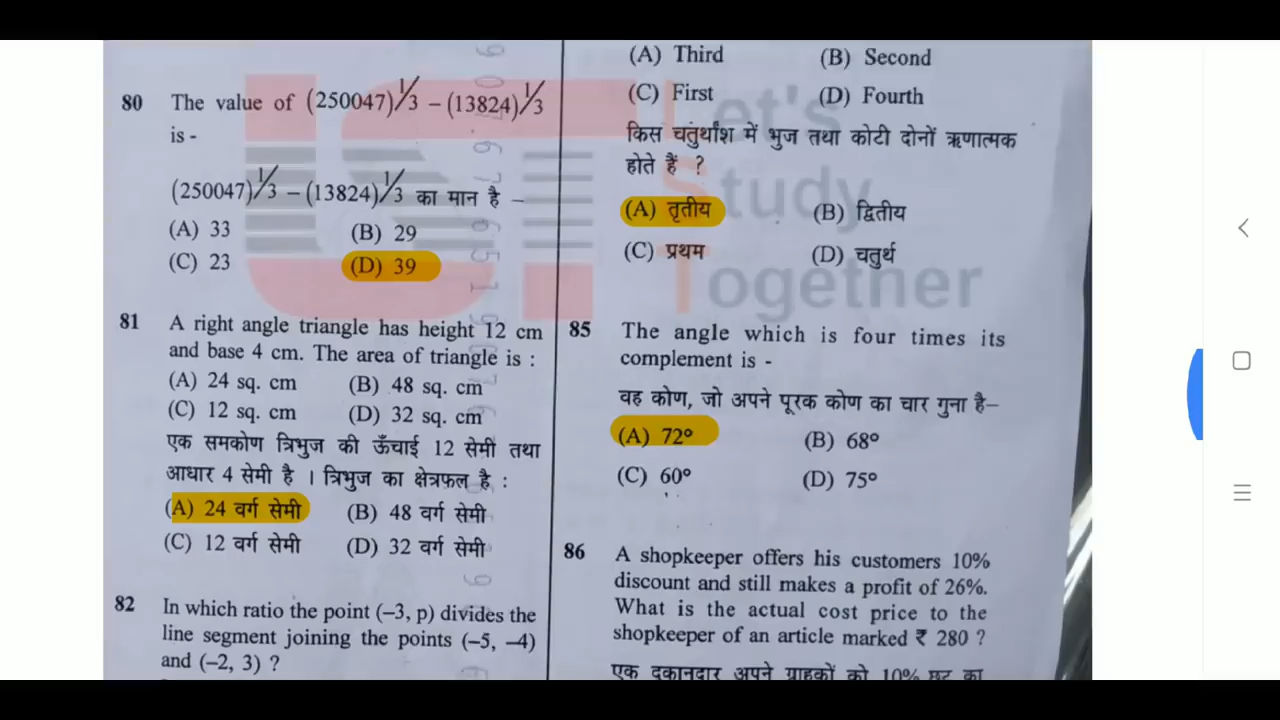 80 The value of (250047)^1/3 – (13824)^1/3
is -
(250047)^1/3 – (13824)^1/3 का मान है –
(A) 33 (B) 29
(C) 23 (D) 39
81 A right angle triangle has height 12 cm
and base 4 cm. The area of triangle is :
(A) 24 sq. cm (B) 48 sq. cm
(C) 12 sq. cm (D) 32 sq. cm
एक समकोण त्रिभुज की ऊँचाई 12 सेमी तथा
आधार 4 सेमी है । त्रिभुज का क्षेत्रफल है :
(A) 24 वर्ग सेमी (B) 48 वर्ग सेमी
(C) 12 वर्ग सेमी (D) 32 वर्ग सेमी
82 In which ratio the point (–3, p) divides the
line segment joining the points (–5, –4)
and (–2, 3) ?
(A) Third (B) Second
(C) First (D) Fourth
किस चतुर्थांश में भुज तथा कोटी दोनों ऋणात्मक
होते हैं ?
(A) तृतीय (B) द्वितीय
(C) प्रथम (D) चतुर्थ
85 The angle which is four times its
complement is -
वह कोण, जो अपने पूरक कोण का चार गुना है–
(A) 72° (B) 68°
(C) 60° (D) 75°
86 A shopkeeper offers his customers 10%
discount and still makes a profit of 26%.
What is the actual cost price to the
shopkeeper of an article marked ₹ 280 ?
एक दुकानदार अपने ग्राहकों को 10% छूट का
Let's
Study
Together